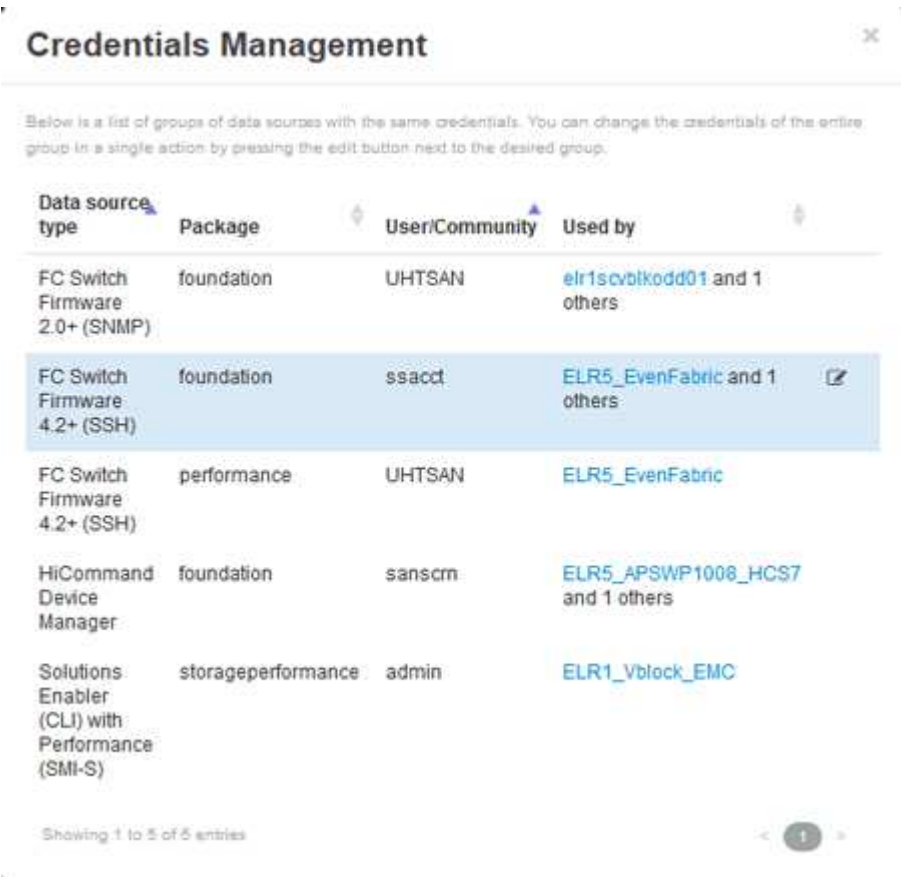 Credentials Management
Below is a list of groups of data sources with the same credentials. You can change the credentials of the entire
group in a single action by pressing the edit button next to the desired group.
Data source
type
Package
User/Community
Used by
FC Switch
Firmware
2.0+ (SNMP)
foundation
UHTSAN
elr1scvblkodd01 and 1
others
FC Switch
Firmware
4.2+ (SSH)
foundation
ssacct
ELR5_EvenFabric and 1
others
FC Switch
Firmware
4.2+ (SSH)
performance
UHTSAN
ELR5_EvenFabric
HiCommand
Device
Manager
foundation
sanscrn
ELR5_APSWP1008_HCS7
and 1 others
Solutions
Enabler
(CLI) with
Performance
(SMI-S)
storageperformance
admin
ELR1_Vblock_EMC
Showing 1 to 5 of 5 entries
< 1 >